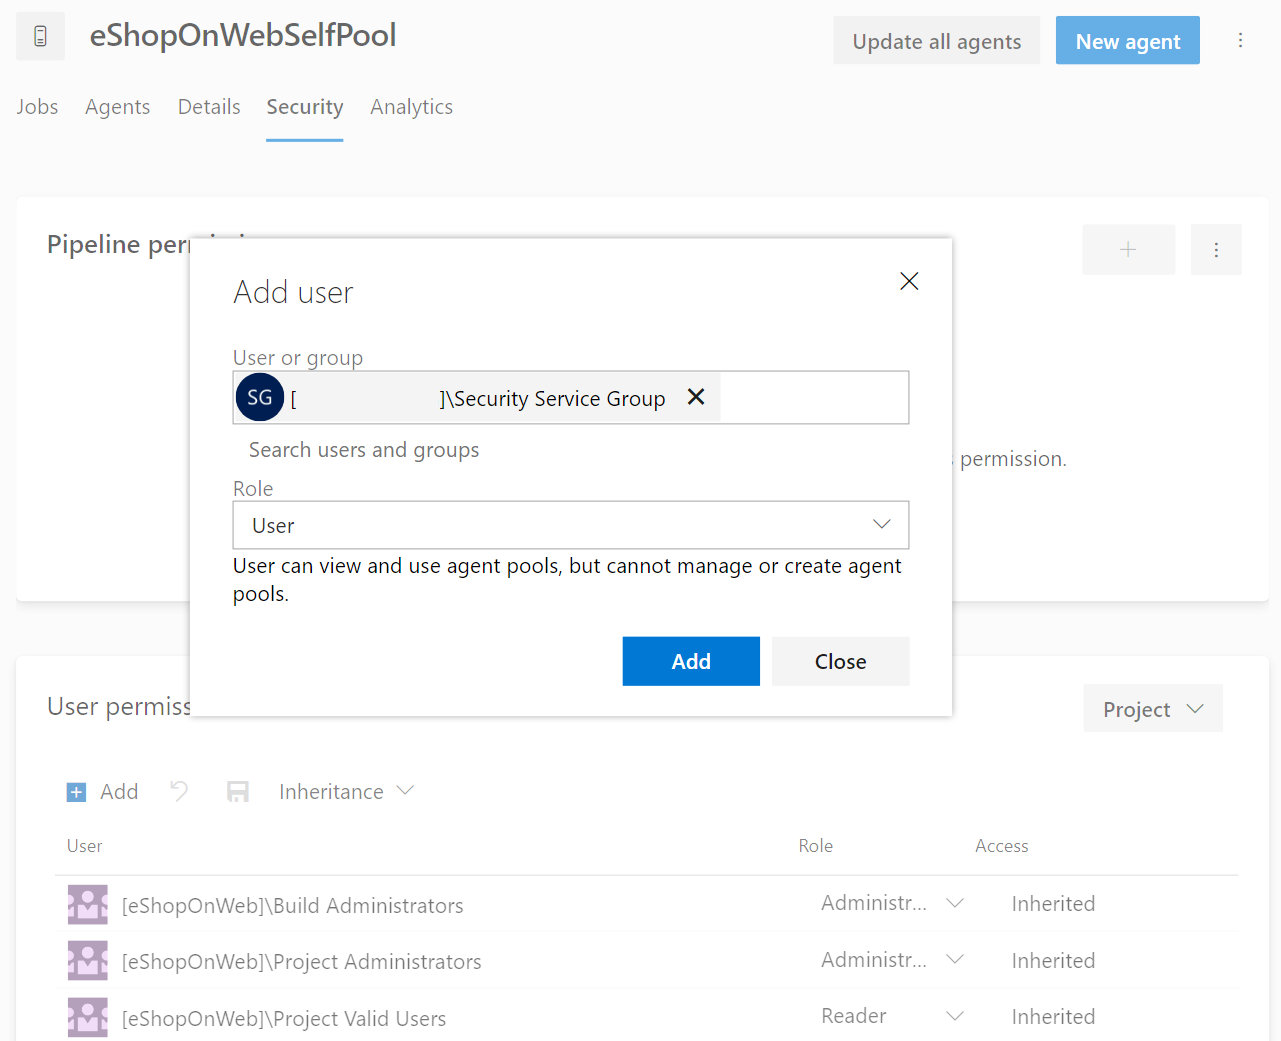 eShopOnWebSelfPool
Update all agents
New agent
Jobs Agents Details Security Analytics
Pipeline per
Add user
User or group
SG [ ]\Security Service Group
Search users and groups
permission.
Role
User
User can view and use agent pools, but cannot manage or create agent
pools.
Add Close
User permiss
Project
Add Inheritance
User Role Access
[eShopOnWeb]\Build Administrators Administr... Inherited
[eShopOnWeb]\Project Administrators Administr... Inherited
[eShopOnWeb]\Project Valid Users Reader Inherited